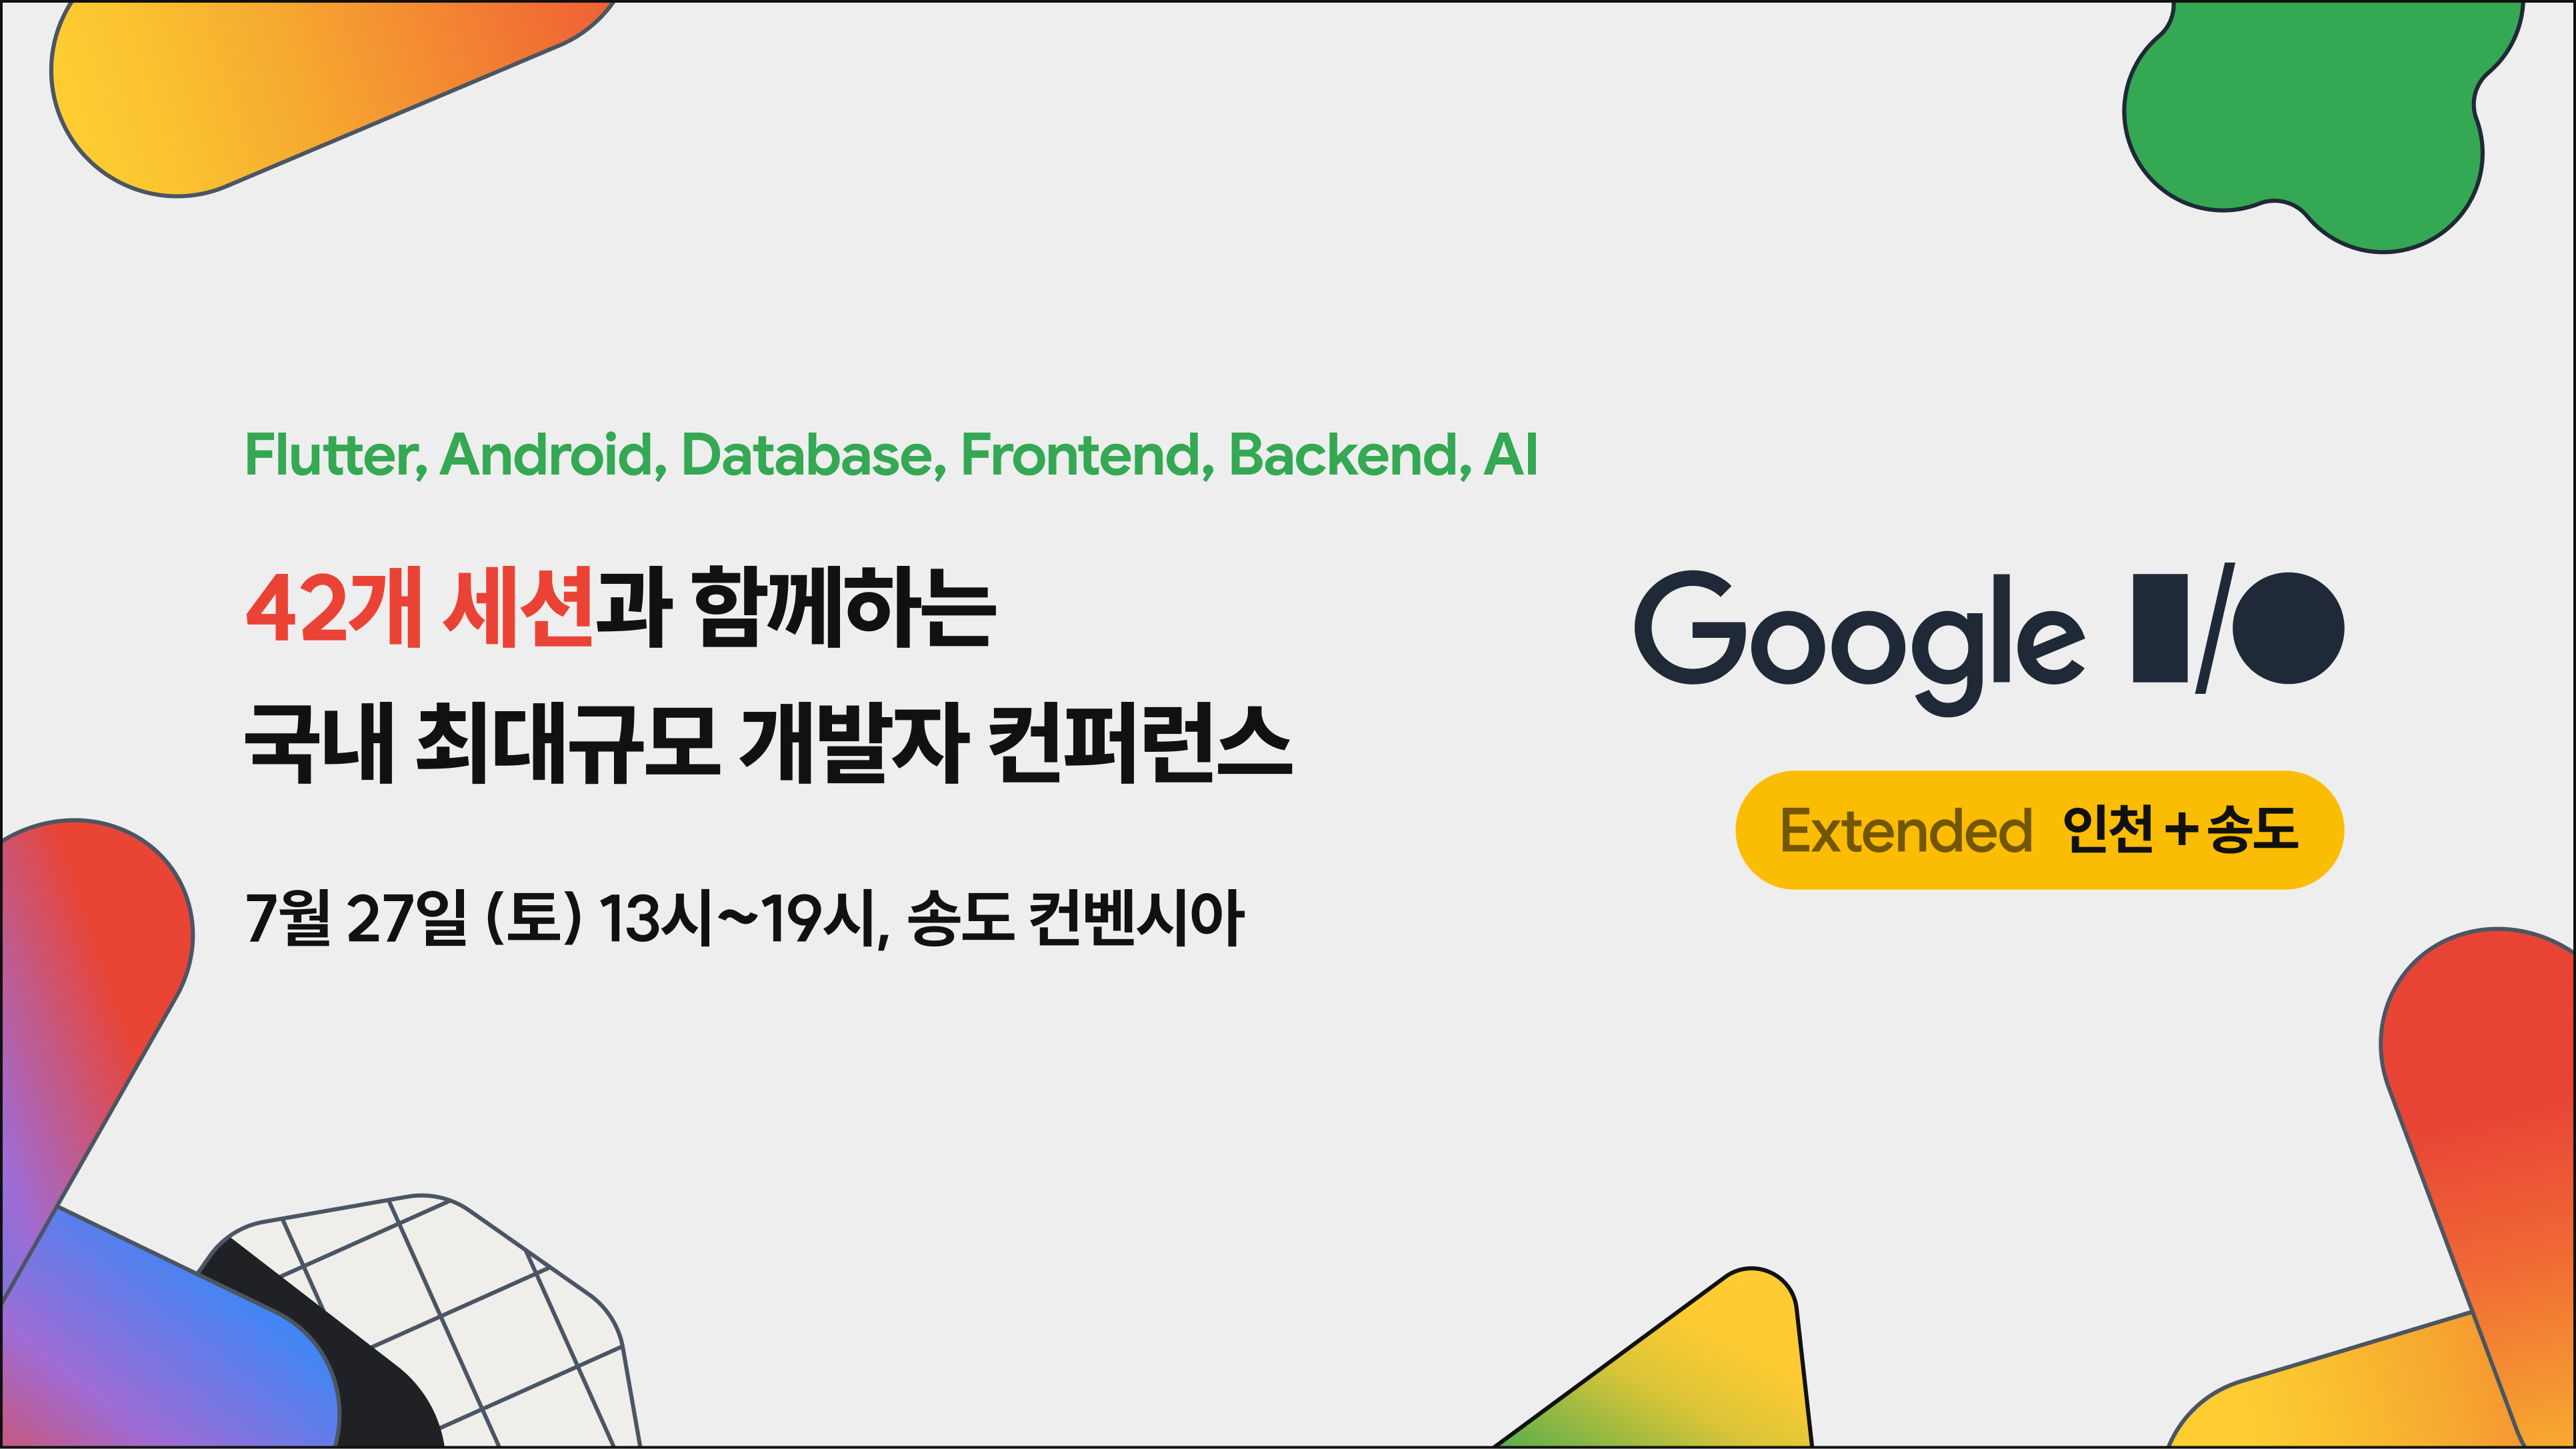 Flutter, Android, Database, Frontend, Backend, AI
42개 세션과 함께하는
국내 최대규모 개발자 컨퍼런스
7월 27일 (토) 13시~19시, 송도 컨벤시아
Google I/O
Extended 인천 + 송도